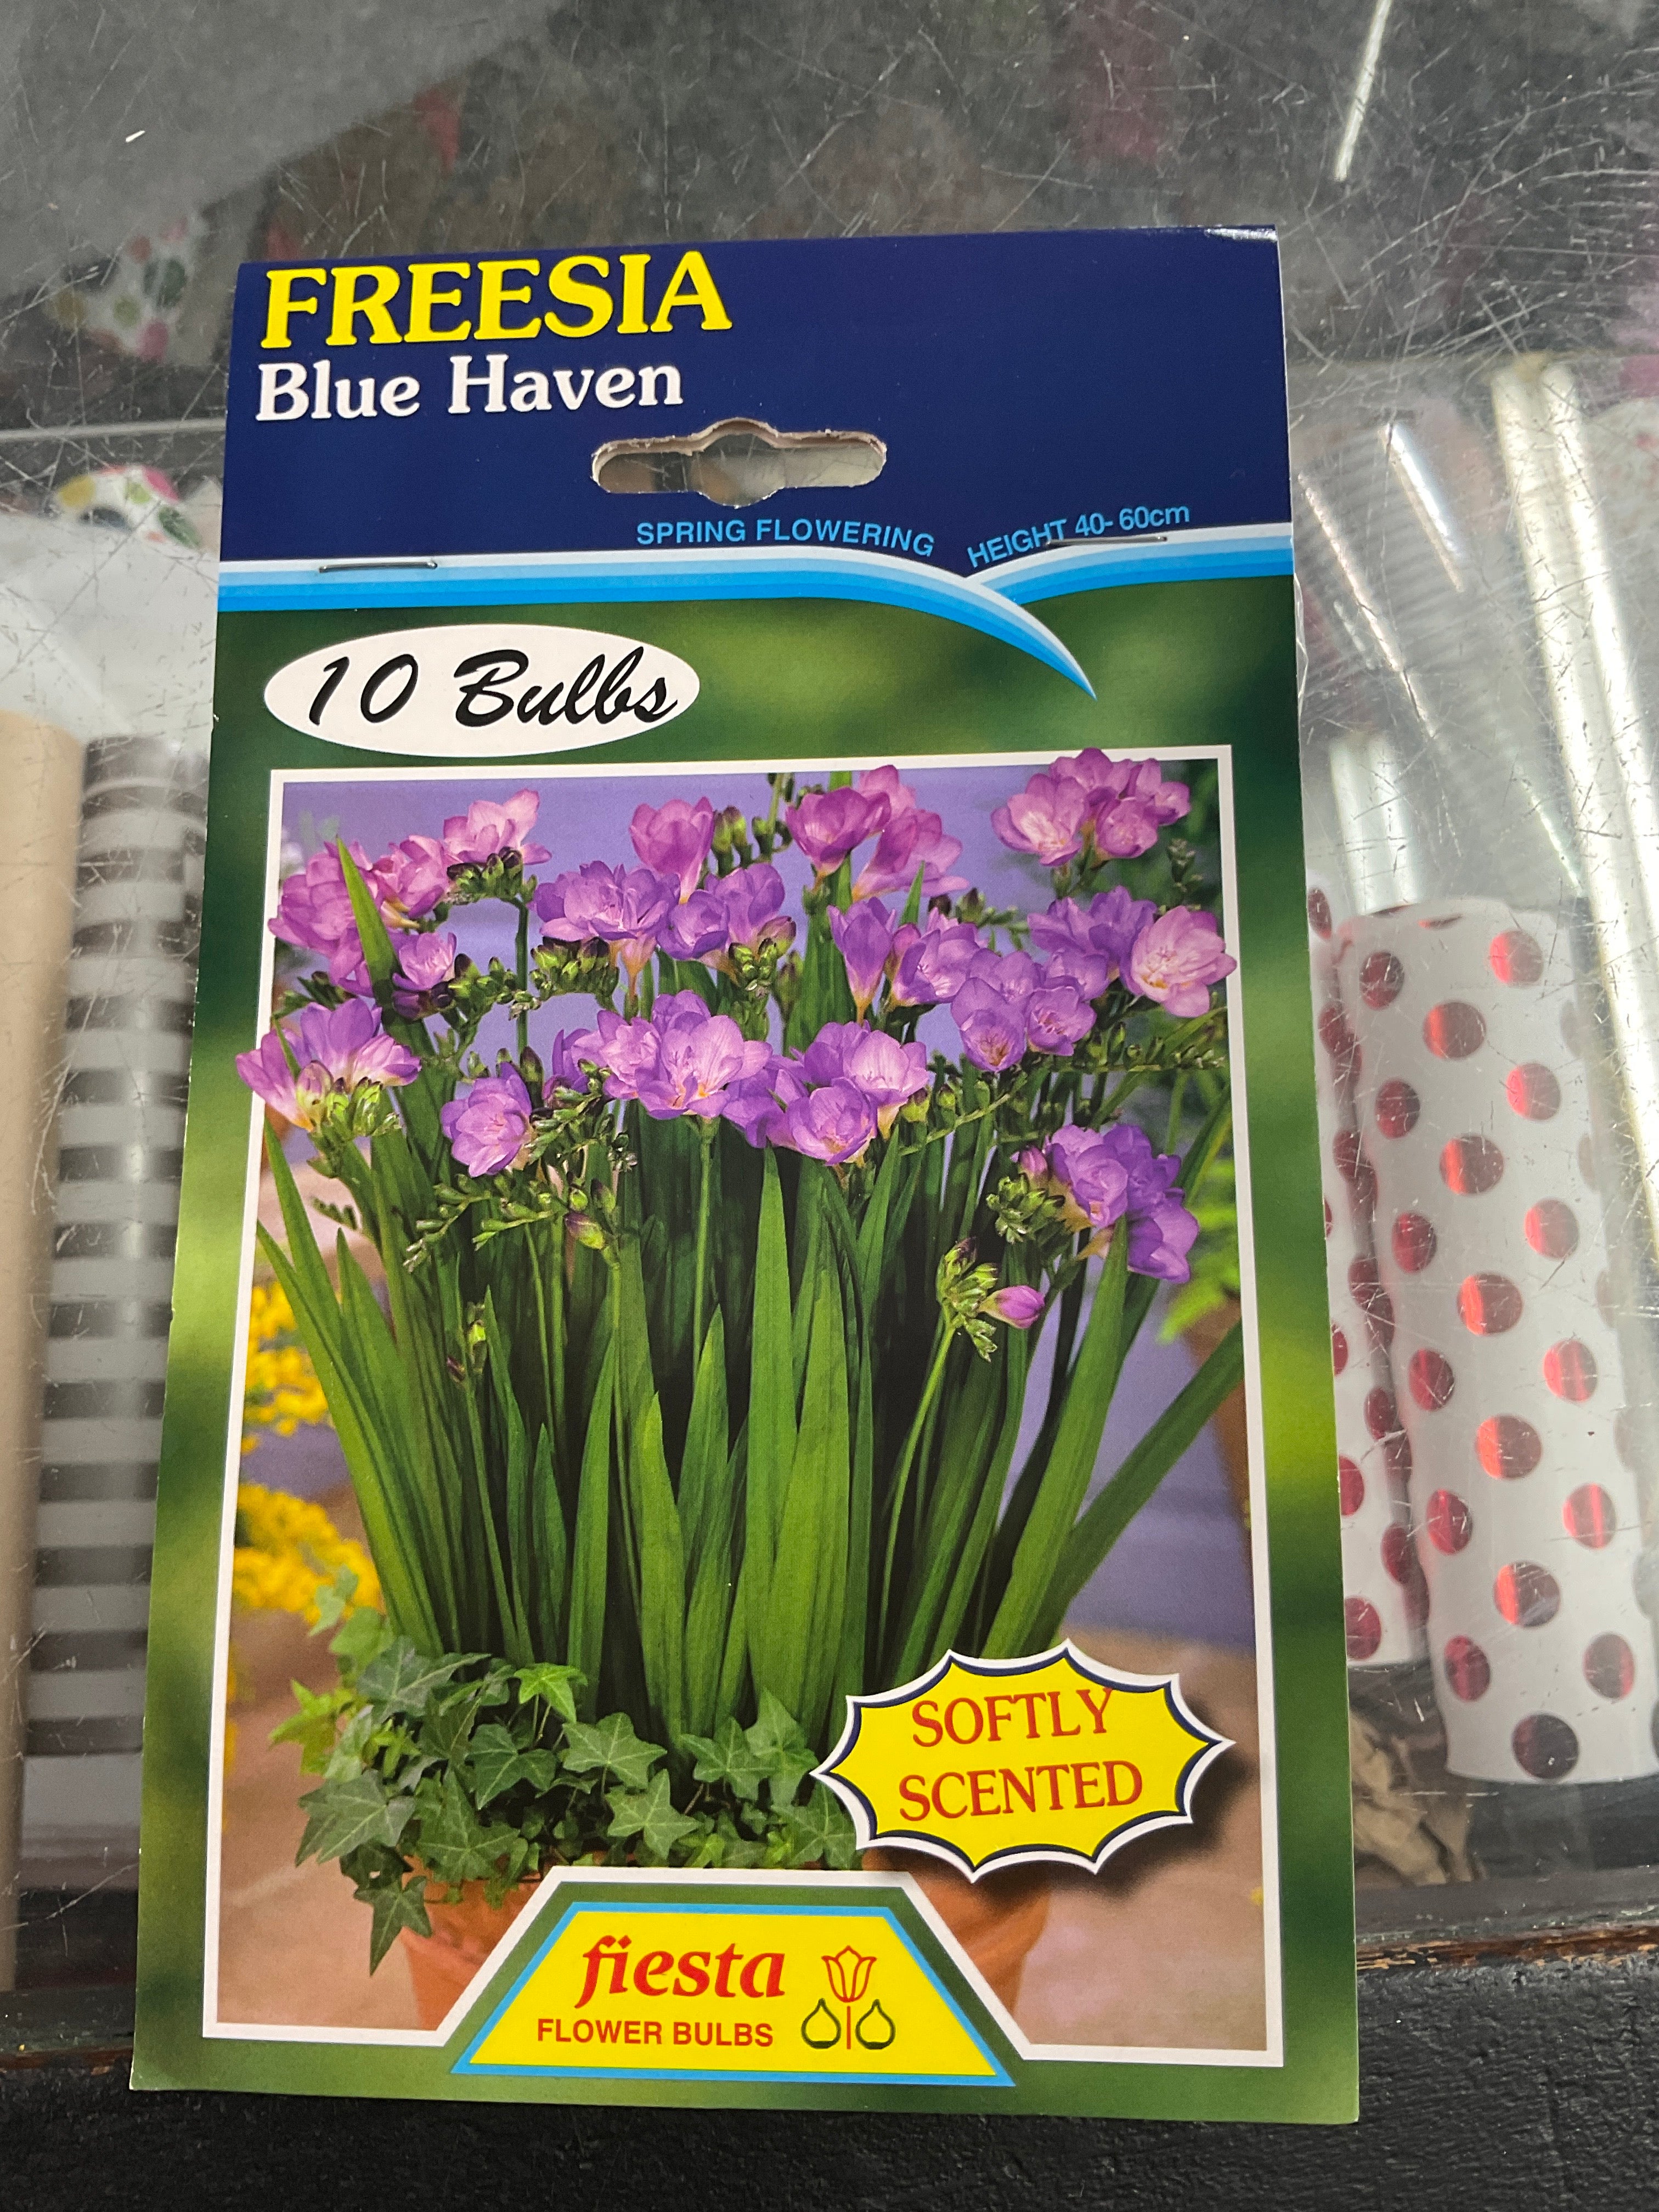 FREESIA
Blue Haven
SPRING FLOWERING
HEIGHT 40- 60cm
10 Bulbs
SOFTLY
SCENTED
fiesta
FLOWER BULBS